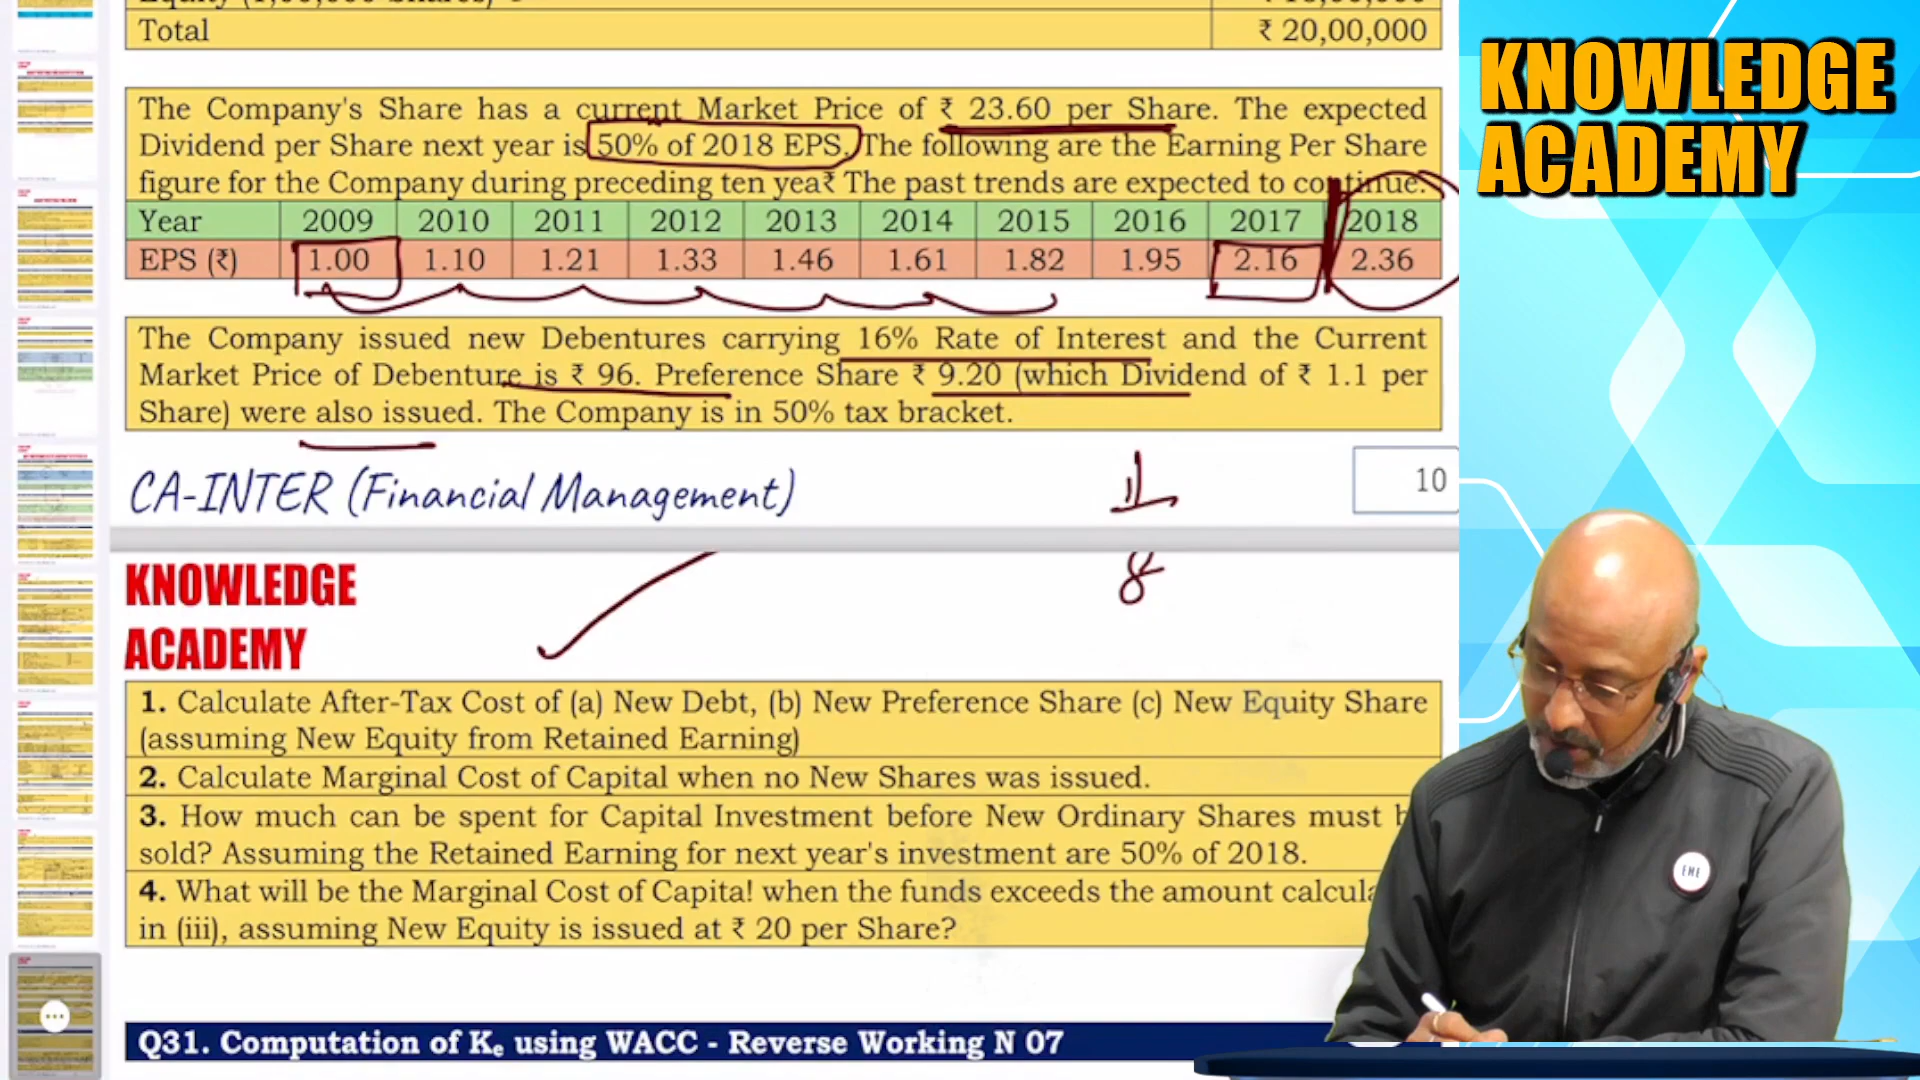 Total ₹ 20,00,000
The Company's Share has a current Market Price of ₹ 23.60 per Share. The expected
Dividend per Share next year is 50% of 2018 EPS. The following are the Earning Per Share
figure for the Company during preceding ten yea₹ The past trends are expected to continue.
Year 2009 2010 2011 2012 2013 2014 2015 2016 2017 2018
EPS (₹) 1.00 1.10 1.21 1.33 1.46 1.61 1.82 1.95 2.16 2.36
The Company issued new Debentures carrying 16% Rate of Interest and the Current
Market Price of Debenture is ₹ 96. Preference Share ₹ 9.20 (which Dividend of ₹ 1.1 per
Share) were also issued. The Company is in 50% tax bracket.
CA-INTER (Financial Management)
10
8
KNOWLEDGE
ACADEMY
1. Calculate After-Tax Cost of (a) New Debt, (b) New Preference Share (c) New Equity Share
(assuming New Equity from Retained Earning)
2. Calculate Marginal Cost of Capital when no New Shares was issued.
3. How much can be spent for Capital Investment before New Ordinary Shares must b
sold? Assuming the Retained Earning for next year's investment are 50% of 2018.
4. What will be the Marginal Cost of Capita! when the funds exceeds the amount calcula
in (iii), assuming New Equity is issued at ₹ 20 per Share?
Q31. Computation of Ke using WACC - Reverse Working N 07
KNOWLEDGE
ACADEMY